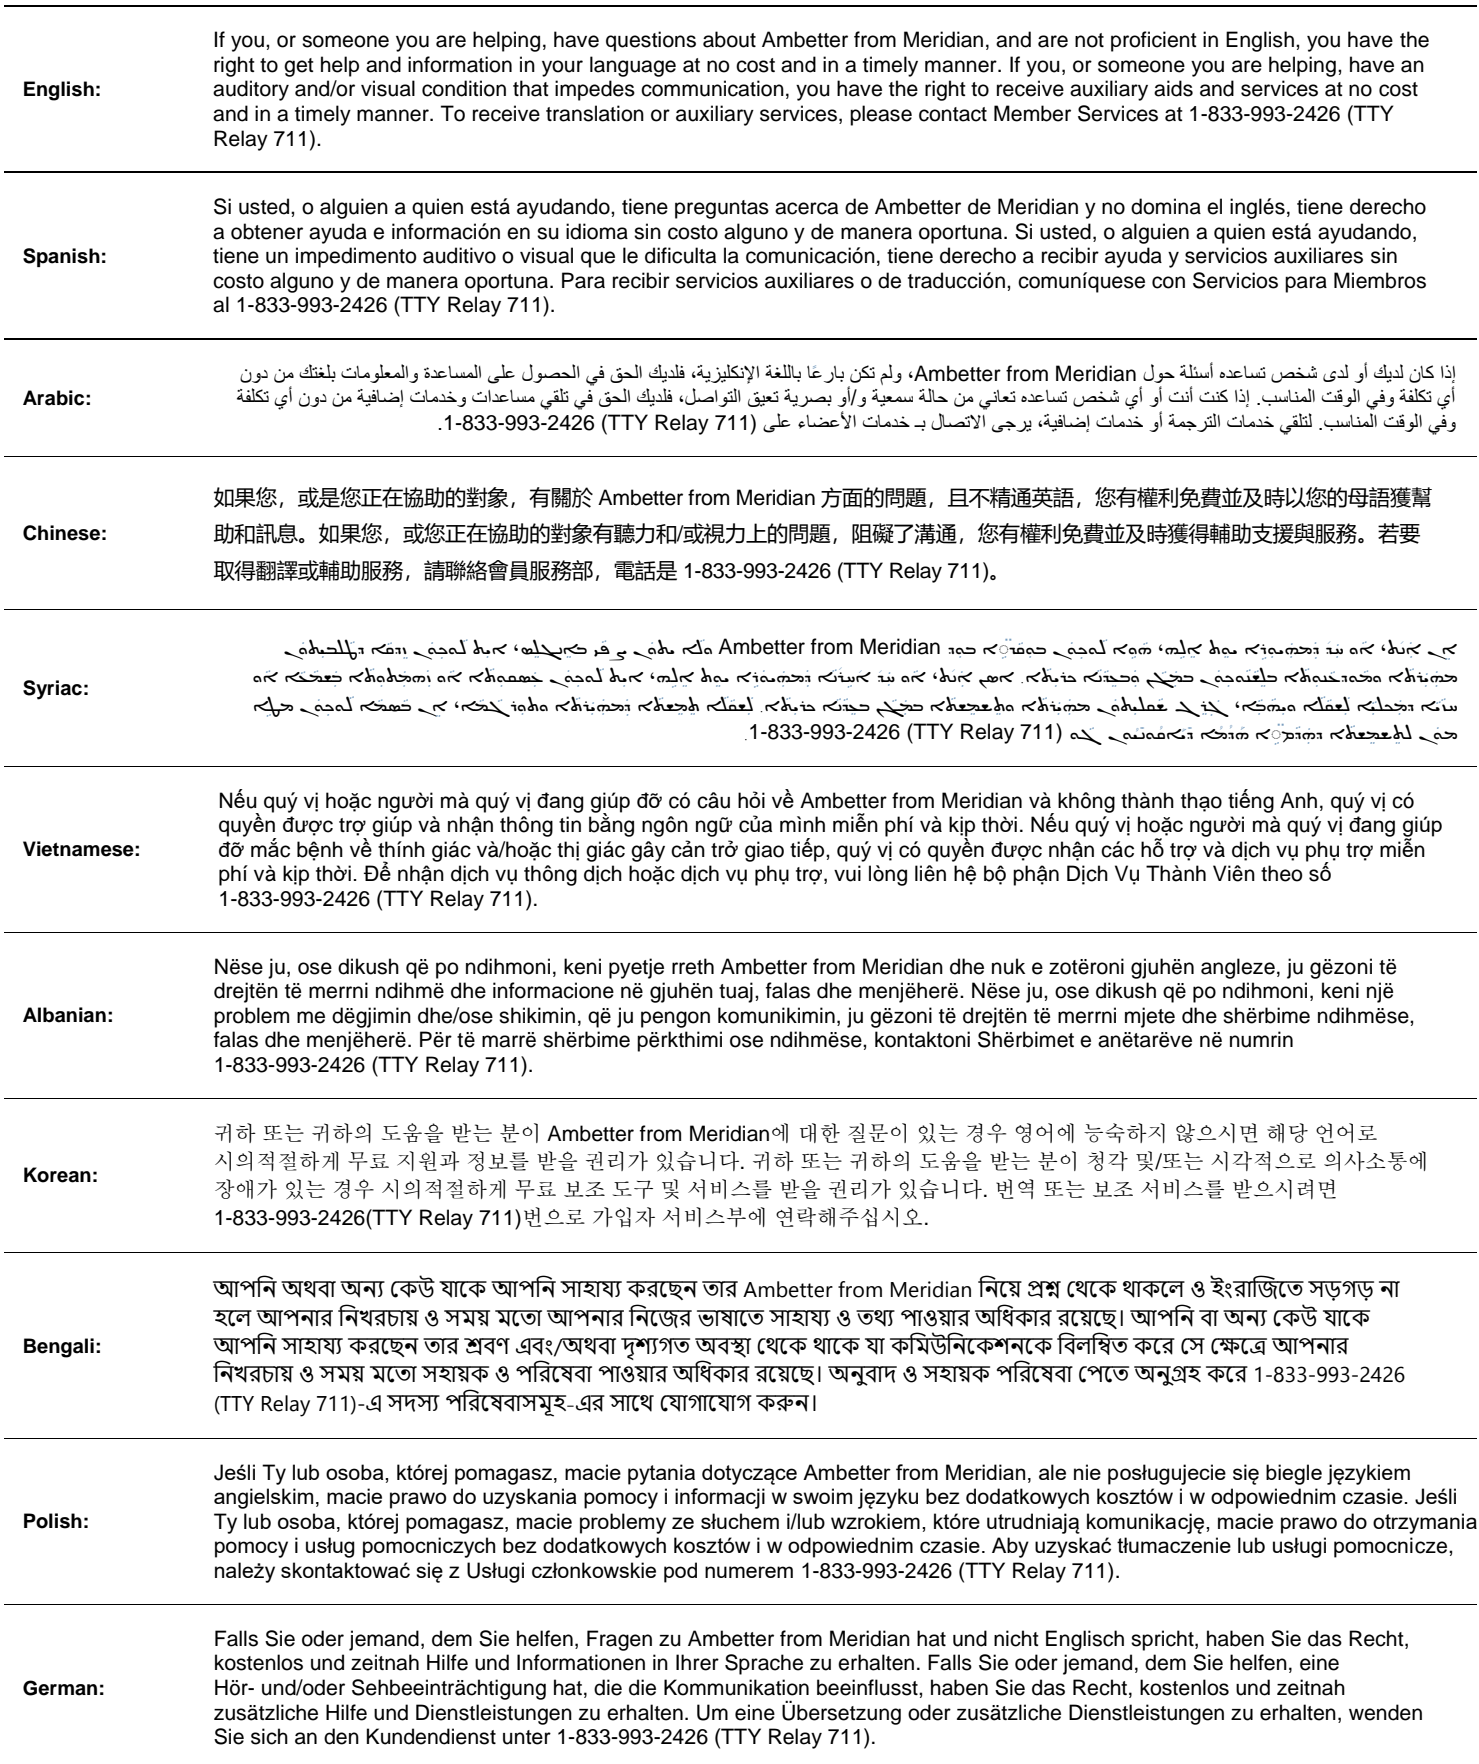 English:
If you, or someone you are helping, have questions about Ambetter from Meridian, and are not proficient in English, you have the
right to get help and information in your language at no cost and in a timely manner. If you, or someone you are helping, have an
auditory and/or visual condition that impedes communication, you have the right to receive auxiliary aids and services at no cost
and in a timely manner. To receive translation or auxiliary services, please contact Member Services at 1-833-993-2426 (TTY
Relay 711).
Spanish:
Si usted, o alguien a quien está ayudando, tiene preguntas acerca de Ambetter de Meridian y no domina el inglés, tiene derecho
a obtener ayuda e información en su idioma sin costo alguno y de manera oportuna. Si usted, o alguien a quien está ayudando,
tiene un impedimento auditivo o visual que le dificulta la comunicación, tiene derecho a recibir ayuda y servicios auxiliares sin
costo alguno y de manera oportuna. Para recibir servicios auxiliares o de traducción, comuníquese con Servicios para Miembros
al 1-833-993-2426 (TTY Relay 711).
Arabic:
إذا كان لديك أو لدى شخص تساعده أسئلة حول Ambetter from Meridian، ولم تكن بارعًا باللغة الإنكليزية، فلديك الحق في الحصول على المساعدة والمعلومات بلغتك من دون
أي تكلفة وفي الوقت المناسب. إذا كنت أنت أو أي شخص تساعده تعاني من حالة سمعية و/أو بصرية تعيق التواصل، فلديك الحق في تلقي مساعدات وخدمات إضافية من دون أي تكلفة
وفي الوقت المناسب. لتلقي خدمات الترجمة أو خدمات إضافية، يرجى الاتصال بـ خدمات الأعضاء على 1-833-993-2426 (TTY Relay 711).
Chinese:
如果您，或是您正在協助的對象，有關於 Ambetter from Meridian 方面的問題，且不精通英語，您有權利免費並及時以您的母語獲幫
助和訊息。如果您，或您正在協助的對象有聽力和/或視力上的問題，阻礙了溝通，您有權利免費並及時獲得輔助支援與服務。若要
取得翻譯或輔助服務，請聯絡會員服務部，電話是 1-833-993-2426 (TTY Relay 711)。
Syriac:
Ambetter from Meridian
1-833-993-2426 (TTY Relay 711).
Vietnamese:
Nếu quý vị hoặc người mà quý vị đang giúp đỡ có câu hỏi về Ambetter from Meridian và không thành thạo tiếng Anh, quý vị có
quyền được trợ giúp và nhận thông tin bằng ngôn ngữ của mình miễn phí và kịp thời. Nếu quý vị hoặc người mà quý vị đang giúp
đỡ mắc bệnh về thính giác và/hoặc thị giác gây cản trở giao tiếp, quý vị có quyền được nhận các hỗ trợ và dịch vụ phụ trợ miễn
phí và kịp thời. Để nhận dịch vụ thông dịch hoặc dịch vụ phụ trợ, vui lòng liên hệ bộ phận Dịch Vụ Thành Viên theo số
1-833-993-2426 (TTY Relay 711).
Albanian:
Nëse ju, ose dikush që po ndihmoni, keni pyetje rreth Ambetter from Meridian dhe nuk e zotëroni gjuhën angleze, ju gëzoni të
drejtën të merrni ndihmë dhe informacione në gjuhën tuaj, falas dhe menjëherë. Nëse ju, ose dikush që po ndihmoni, keni një
problem me dëgjimin dhe/ose shikimin, që ju pengon komunikimin, ju gëzoni të drejtën të merrni mjete dhe shërbime ndihmëse,
falas dhe menjëherë. Për të marrë shërbime përkthimi ose ndihmëse, kontaktoni Shërbimet e anëtarëve në numrin
1-833-993-2426 (TTY Relay 711).
Korean:
귀하 또는 귀하의 도움을 받는 분이 Ambetter from Meridian에 대한 질문이 있는 경우 영어에 능숙하지 않으시면 해당 언어로
시의적절하게 무료 지원과 정보를 받을 권리가 있습니다. 귀하 또는 귀하의 도움을 받는 분이 청각 및/또는 시각적으로 의사소통에
장애가 있는 경우 시의적절하게 무료 보조 도구 및 서비스를 받을 권리가 있습니다. 번역 또는 보조 서비스를 받으시려면
1-833-993-2426(TTY Relay 711)번으로 가입자 서비스부에 연락해주십시오.
Bengali:
আপনি অথবা অন্য কেউ যাকে আপনি সাহায্য করছেন তার Ambetter from Meridian নিয়ে প্রশ্ন থেকে থাকলে ও ইংরাজিতে সড়গড় না
হলে আপনার নিখরচায় ও সময় মতো আপনার নিজের ভাষাতে সাহায্য ও তথ্য পাওয়ার অধিকার রয়েছে। আপনি বা অন্য কেউ যাকে
আপনি সাহায্য করছেন তার শ্রবণ এবং/অথবা দৃশ্যগত অবস্থা থেকে থাকে যা কমিউনিকেশনকে বিলম্বিত করে সে ক্ষেত্রে আপনার
নিখরচায় ও সময় মতো সহায়ক ও পরিষেবা পাওয়ার অধিকার রয়েছে। অনুবাদ ও সহায়ক পরিষেবা পেতে অনুগ্রহ করে 1-833-993-2426
(TTY Relay 711)-এ সদস্য পরিষেবাসমূহ-এর সাথে যোগাযোগ করুন।
Polish:
Jeśli Ty lub osoba, której pomagasz, macie pytania dotyczące Ambetter from Meridian, ale nie posługujecie się biegle językiem
angielskim, macie prawo do uzyskania pomocy i informacji w swoim języku bez dodatkowych kosztów i w odpowiednim czasie. Jeśli
Ty lub osoba, której pomagasz, macie problemy ze słuchem i/lub wzrokiem, które utrudniają komunikację, macie prawo do otrzymania
pomocy i usług pomocniczych bez dodatkowych kosztów i w odpowiednim czasie. Aby uzyskać tłumaczenie lub usługi pomocnicze,
należy skontaktować się z Usługi członkowskie pod numerem 1-833-993-2426 (TTY Relay 711).
German:
Falls Sie oder jemand, dem Sie helfen, Fragen zu Ambetter from Meridian hat und nicht Englisch spricht, haben Sie das Recht,
kostenlos und zeitnah Hilfe und Informationen in Ihrer Sprache zu erhalten. Falls Sie oder jemand, dem Sie helfen, eine
Hör- und/oder Sehbeeinträchtigung hat, die die Kommunikation beeinflusst, haben Sie das Recht, kostenlos und zeitnah
zusätzliche Hilfe und Dienstleistungen zu erhalten. Um eine Übersetzung oder zusätzliche Dienstleistungen zu erhalten, wenden
Sie sich an den Kundendienst unter 1-833-993-2426 (TTY Relay 711).